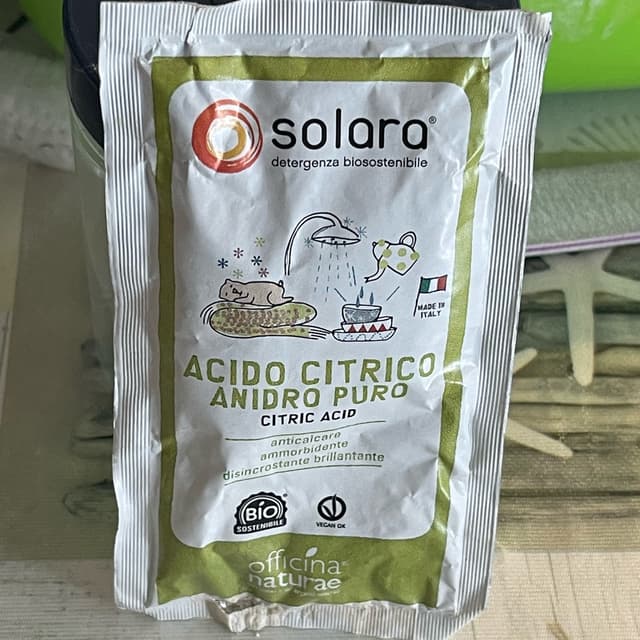 solara®
detergenza biosostenibile
MADE IN
ITALY
ACIDO CITRICO
ANIDRO PURO
CITRIC ACID
anticalcare
ammorbidente
disincrostante brillantante
BIO
SOSTENIBILE
VEGAN OK
officina
naturae